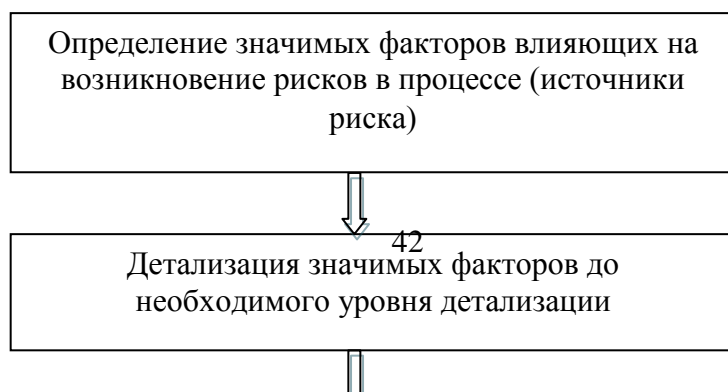 Определение значимых факторов влияющих на
возникновение рисков в процессе (источники
риска)
42
Детализация значимых факторов до
необходимого уровня детализации